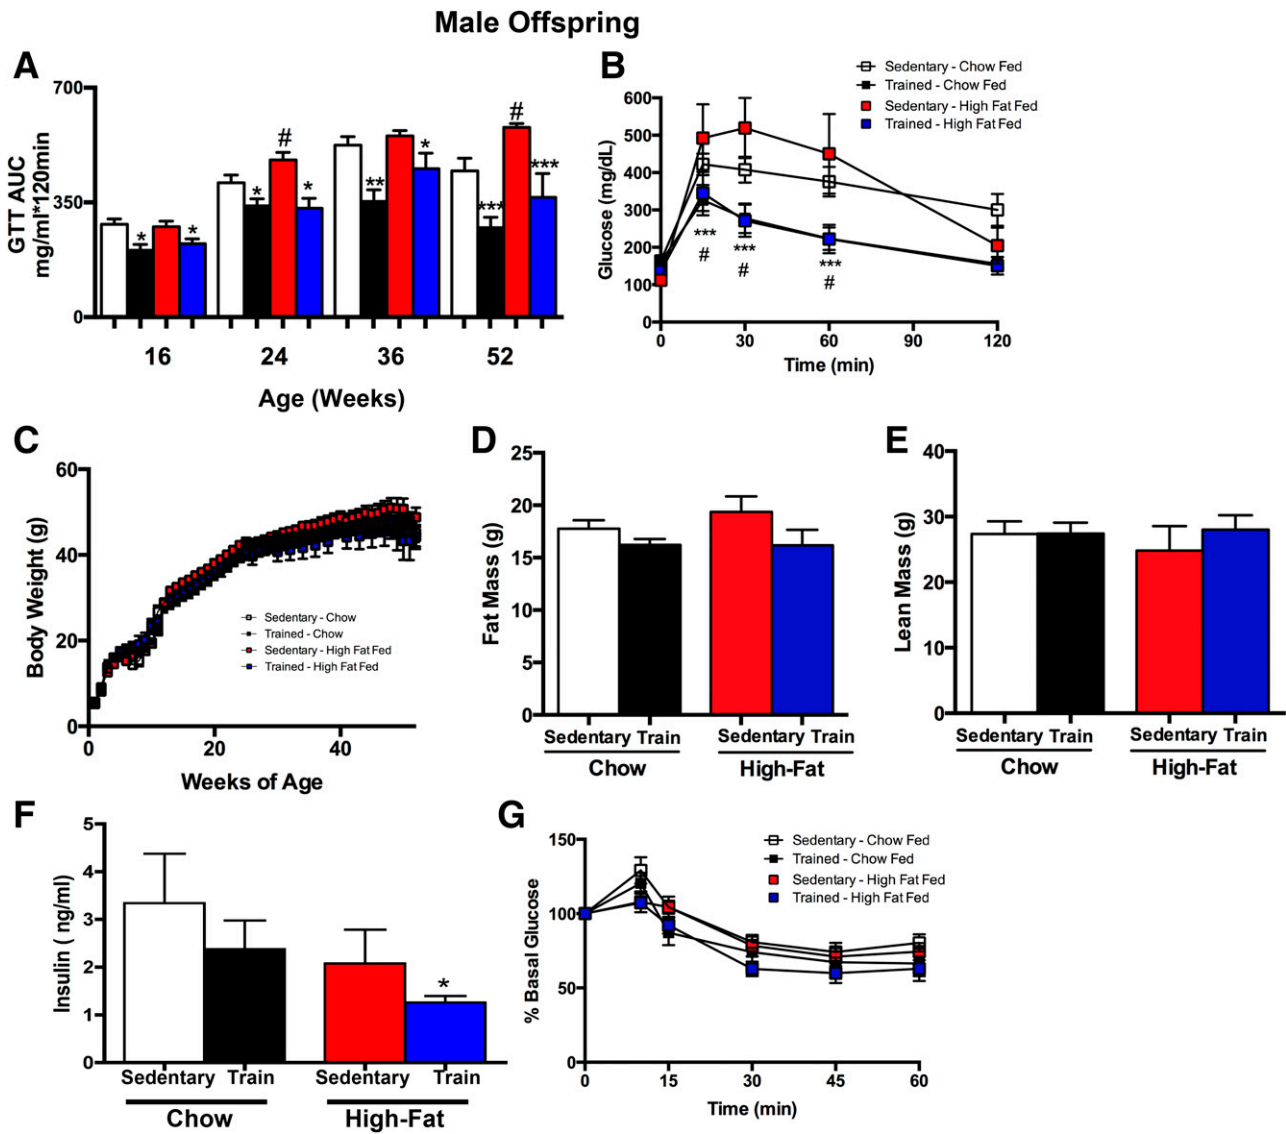 Male Offspring
A
GTT AUC
mg/ml*120min
700
350
0
*
*
*
#
*
**
*
***
#
***
16 24 36 52
Age (Weeks)
B
Sedentary - Chow Fed
Trained - Chow Fed
Sedentary - High Fat Fed
Trained - High Fat Fed
Glucose (mg/dL)
600
500
400
300
200
100
0
***
#
***
#
***
#
0 30 60 90 120
Time (min)
C
Body Weight (g)
60
40
20
0
Sedentary - Chow
Trained - Chow
Sedentary - High Fat Fed
Trained - High Fat Fed
0 20 40
Weeks of Age
D
Fat Mass (g)
25
20
15
10
5
0
Sedentary Train Sedentary Train
Chow High-Fat
E
Lean Mass (g)
40
30
20
10
0
Sedentary Train Sedentary Train
Chow High-Fat
F
Insulin ( ng/ml)
5
4
3
2
1
0
*
Sedentary Train Sedentary Train
Chow High-Fat
G
Sedentary - Chow Fed
Trained - Chow Fed
Sedentary - High Fat Fed
Trained - High Fat Fed
% Basal Glucose
150
100
50
0
0 15 30 45 60
Time (min)